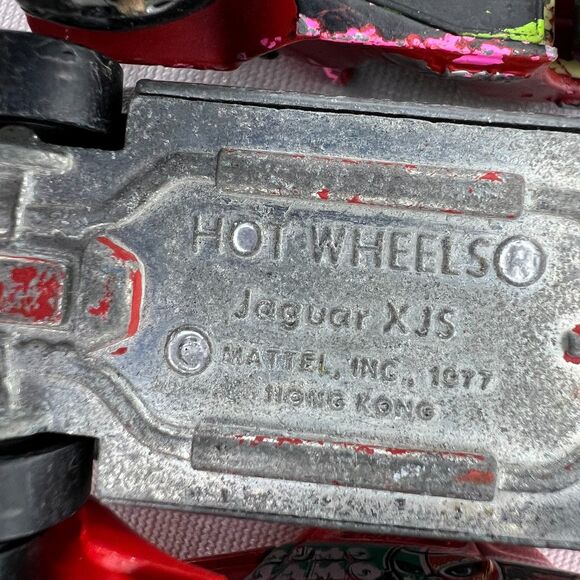 HOT WHEELS®
Jaguar XJS
© MATTEL, INC., 1977
HONG KONG